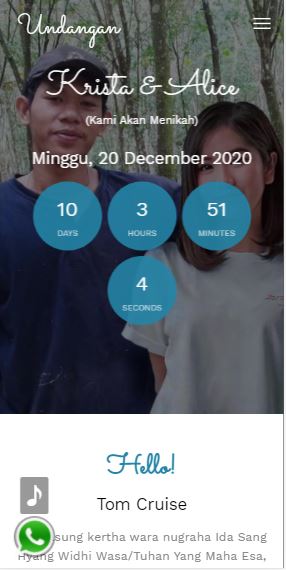 Undangan
Krista & Alice
(Kami Akan Menikah)
Minggu, 20 December 2020
10
DAYS
3
HOURS
51
MINUTES
4
SECONDS
Hello!
Tom Cruise
sung kertha wara nugraha Ida Sang
Hyang Widhi Wasa/Tuhan Yang Maha Esa,